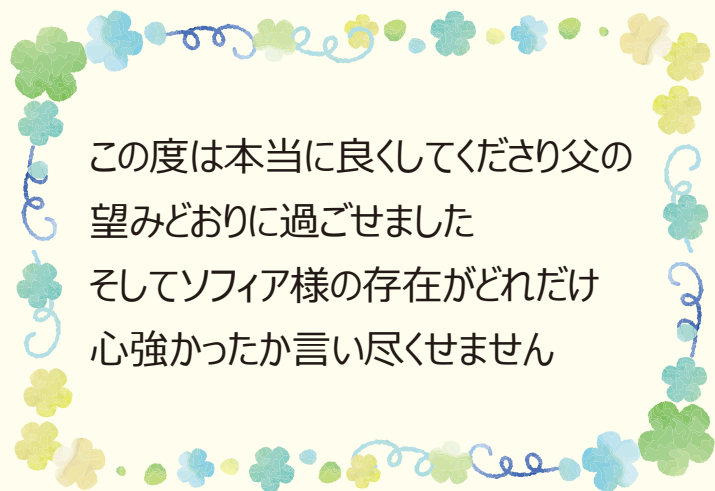 この度は本当に良くしてくださり父の
望みどおりに過ごせました
そしてソフィア様の存在がどれだけ
心強かったか言い尽くせません